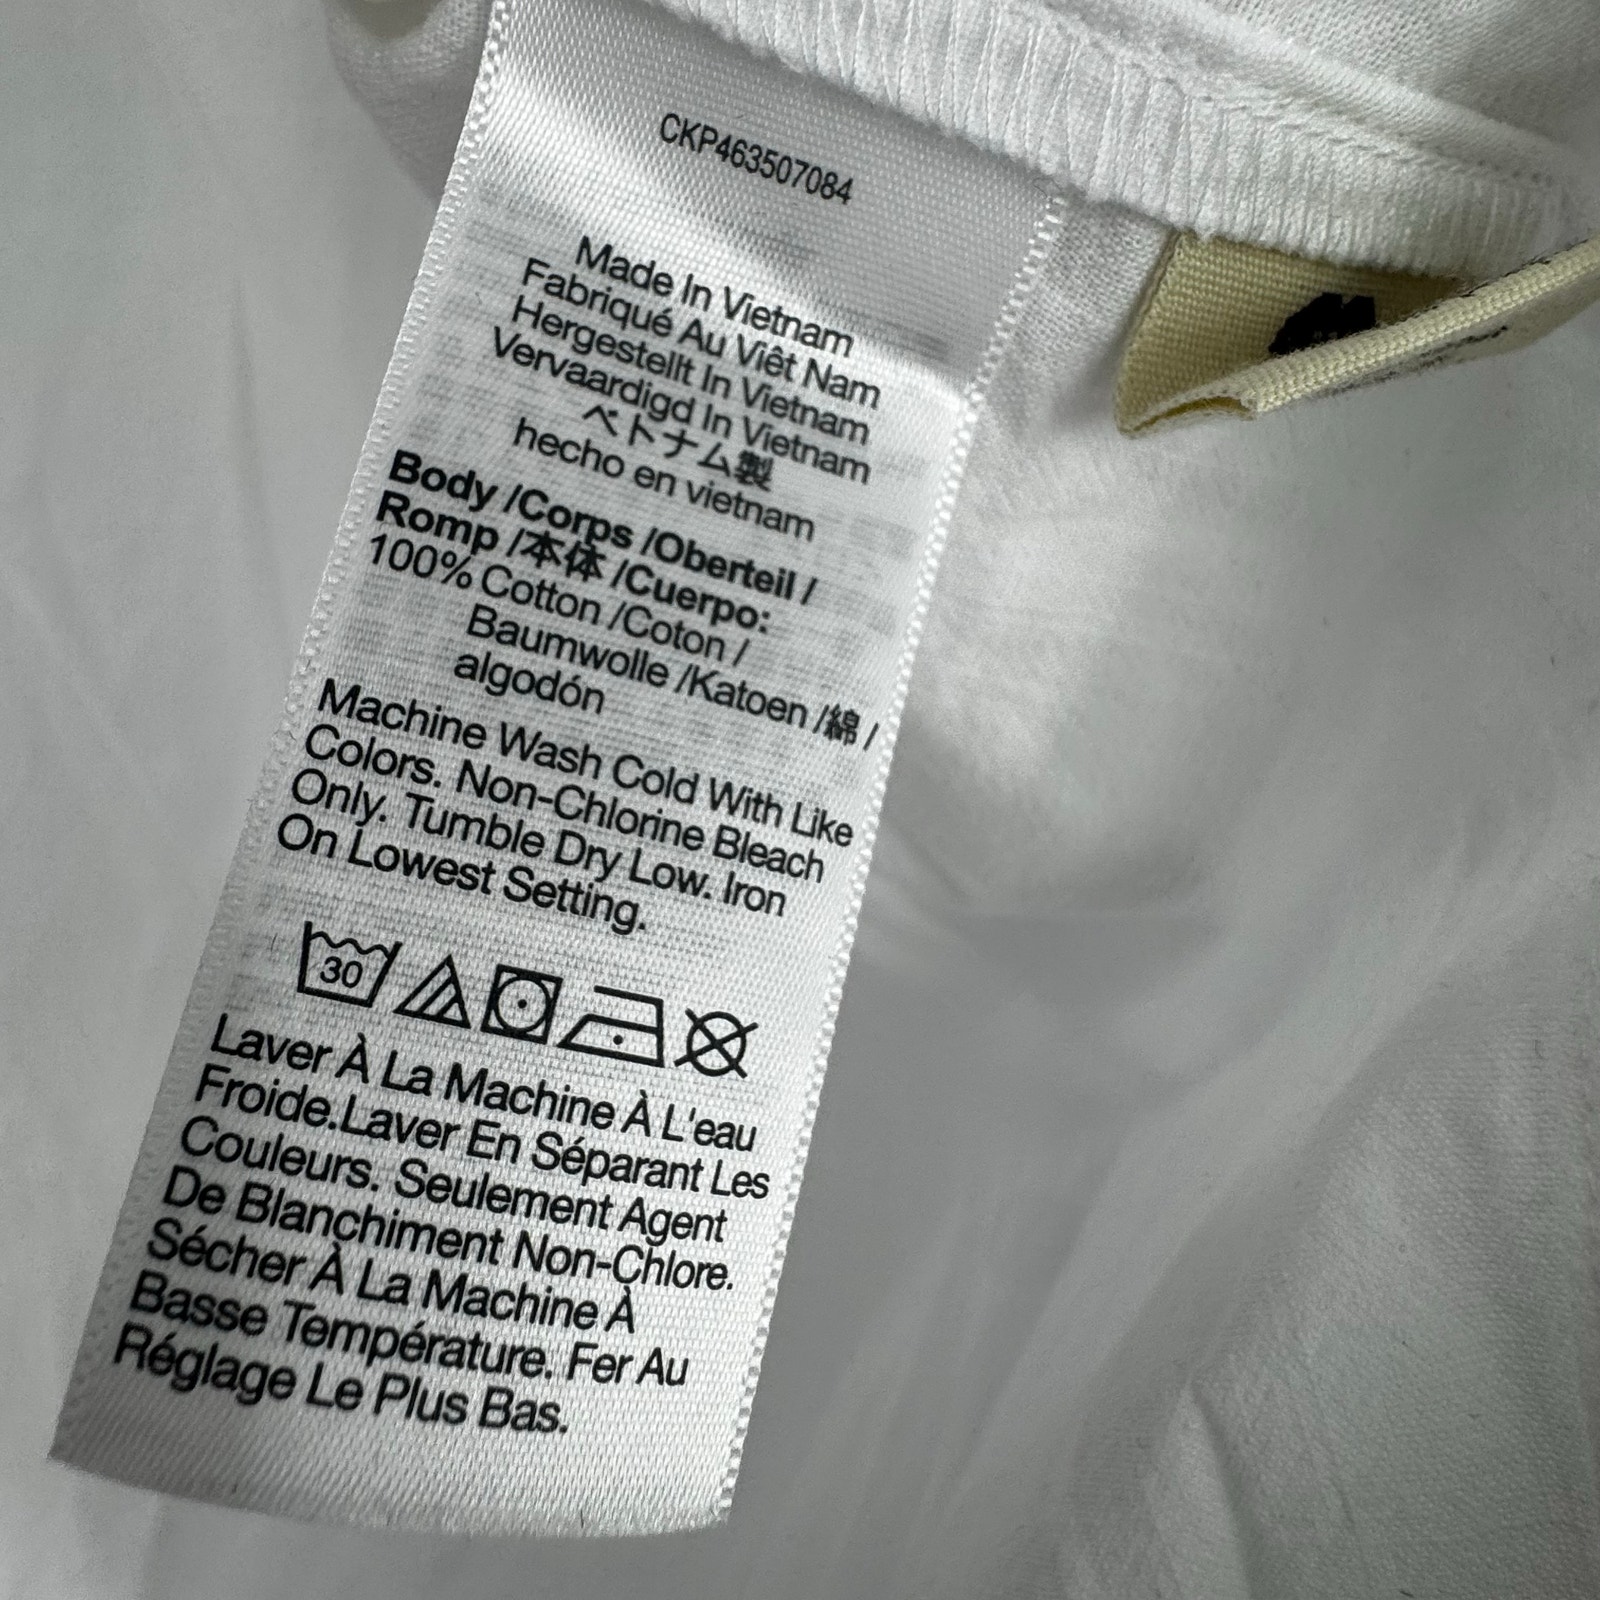 CKP463507084
Made In Vietnam
Fabriqué Au Viêt Nam
Hergestellt In Vietnam
Vervaardigd In Vietnam
ベトナム製
hecho en vietnam
Body /Corps /Oberteil /
Romp /本体 /Cuerpo:
100% Cotton /Coton /
Baumwolle /Katoen /綿 /
algodón
Machine Wash Cold With Like
Colors. Non-Chlorine Bleach
Only. Tumble Dry Low. Iron
On Lowest Setting.
30
Laver À La Machine À L'eau
Froide.Laver En Séparant Les
Couleurs. Seulement Agent
De Blanchiment Non-Chlore.
Sécher À La Machine À
Basse Température. Fer Au
Réglage Le Plus Bas.